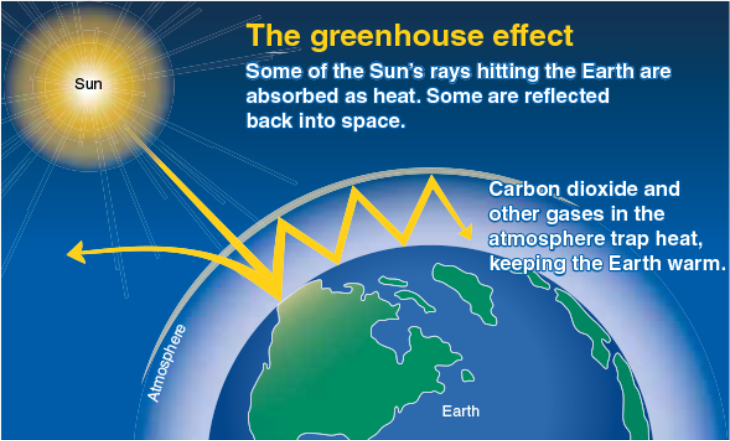 The greenhouse effect
Some of the Sun's rays hitting the Earth are
absorbed as heat. Some are reflected
back into space.
Sun
Carbon dioxide and
other gases in the
atmosphere trap heat,
keeping the Earth warm.
Atmosphere
Earth